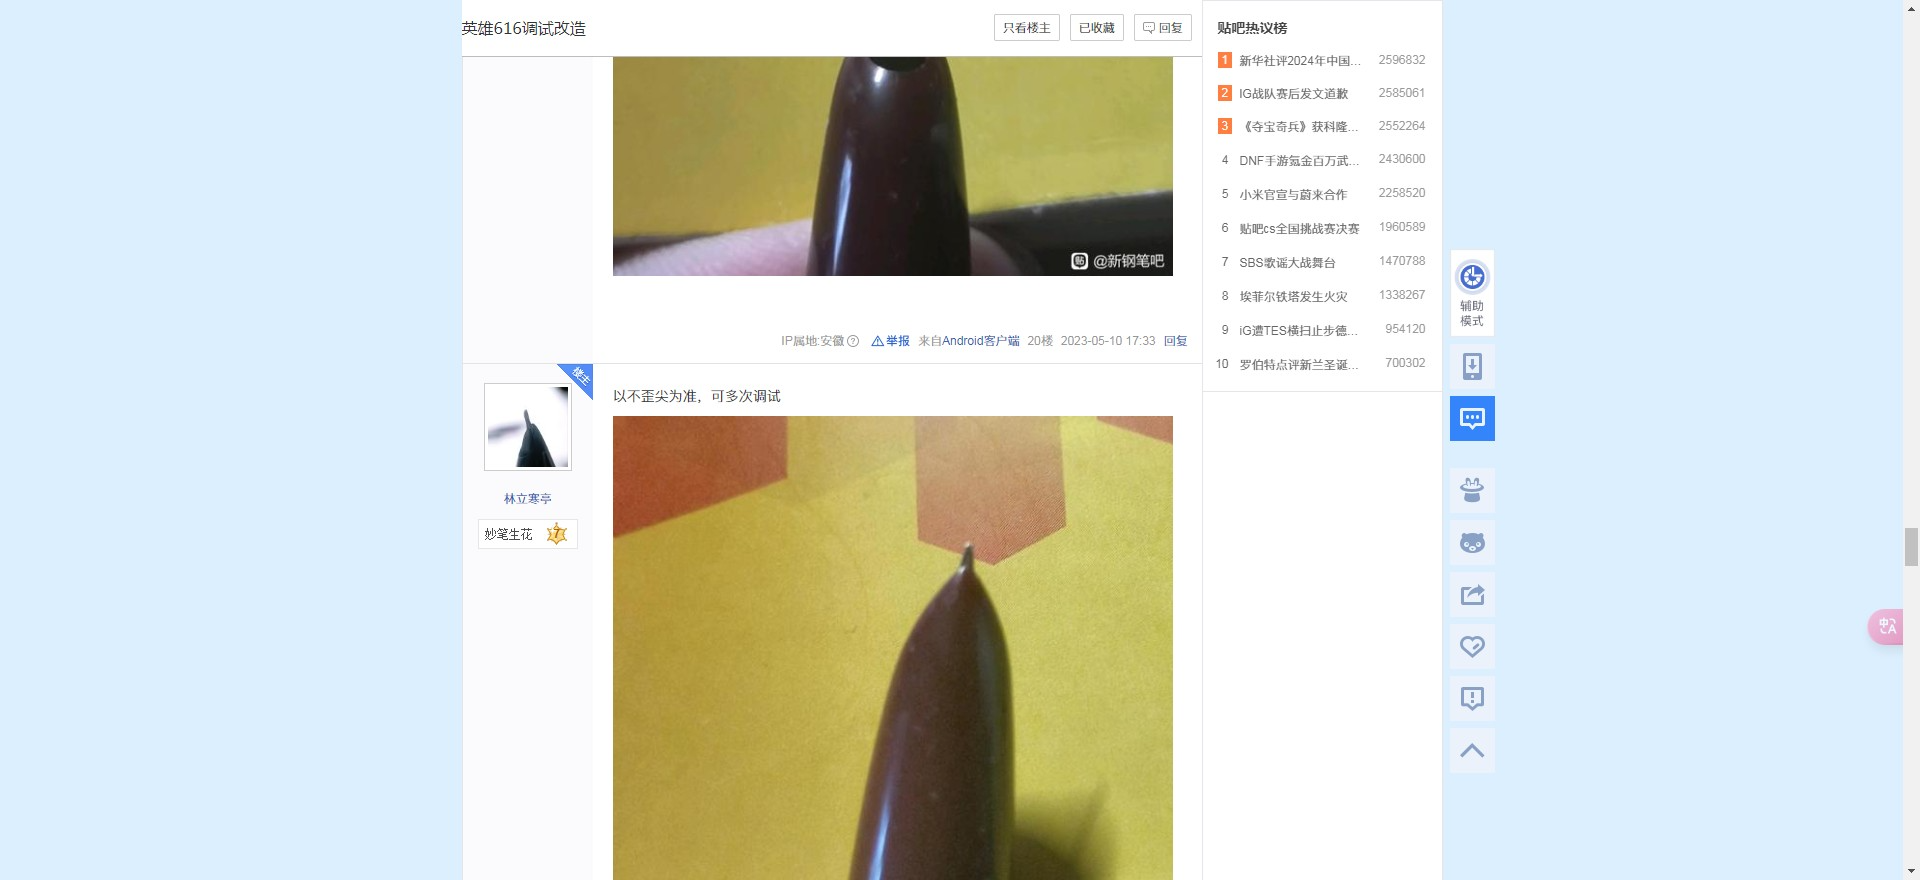 英雄616调试改造
只看楼主
已收藏
回复
@新钢笔吧
IP属地:安徽
举报 来自Android客户端 20楼 2023-05-10 17:33 回复
楼主
林立寒亭
妙笔生花 7
以不歪尖为准，可多次调试
贴吧热议榜
1 新华社评2024年中国... 2596832
2 IG战队赛后发文道歉 2585061
3 《夺宝奇兵》获科隆... 2552264
4 DNF手游氪金百万武... 2430600
5 小米官宣与蔚来合作 2258520
6 贴吧cs全国挑战赛决赛 1960589
7 SBS歌谣大战舞台 1470788
8 埃菲尔铁塔发生火灾 1338267
9 iG遭TES横扫止步德... 954120
10 罗伯特点评新兰圣诞... 700302
辅助
模式